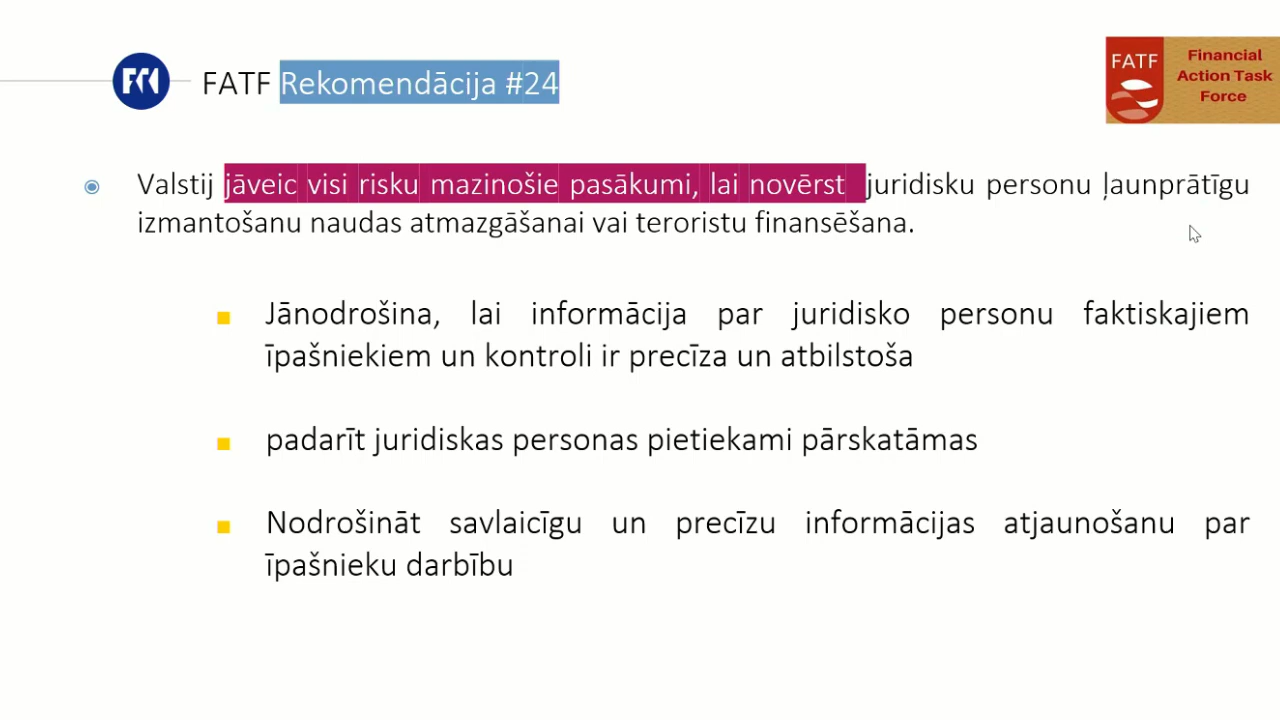 FATF Rekomendācija #24
FATF
Financial
Action Task
Force
Valstij jāveic visi risku mazinošie pasākumi, lai novērst juridisku personu ļaunprātīgu
izmantošanu naudas atmazgāšanai vai teroristu finansēšana.
Jānodrošina, lai informācija par juridisko personu faktiskajiem
īpašniekiem un kontroli ir precīza un atbilstoša
padarīt juridiskas personas pietiekami pārskatāmas
Nodrošināt savlaicīgu un precīzu informācijas atjaunošanu par
īpašnieku darbību